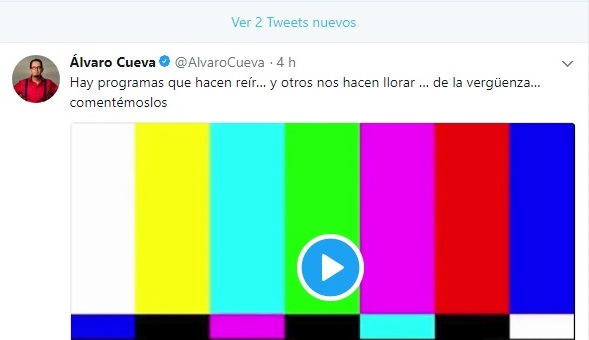 Ver 2 Tweets nuevos
Álvaro Cueva @AlvaroCueva · 4 h
Hay programas que hacen reír... y otros nos hacen llorar ... de la vergüenza...
comentémoslos